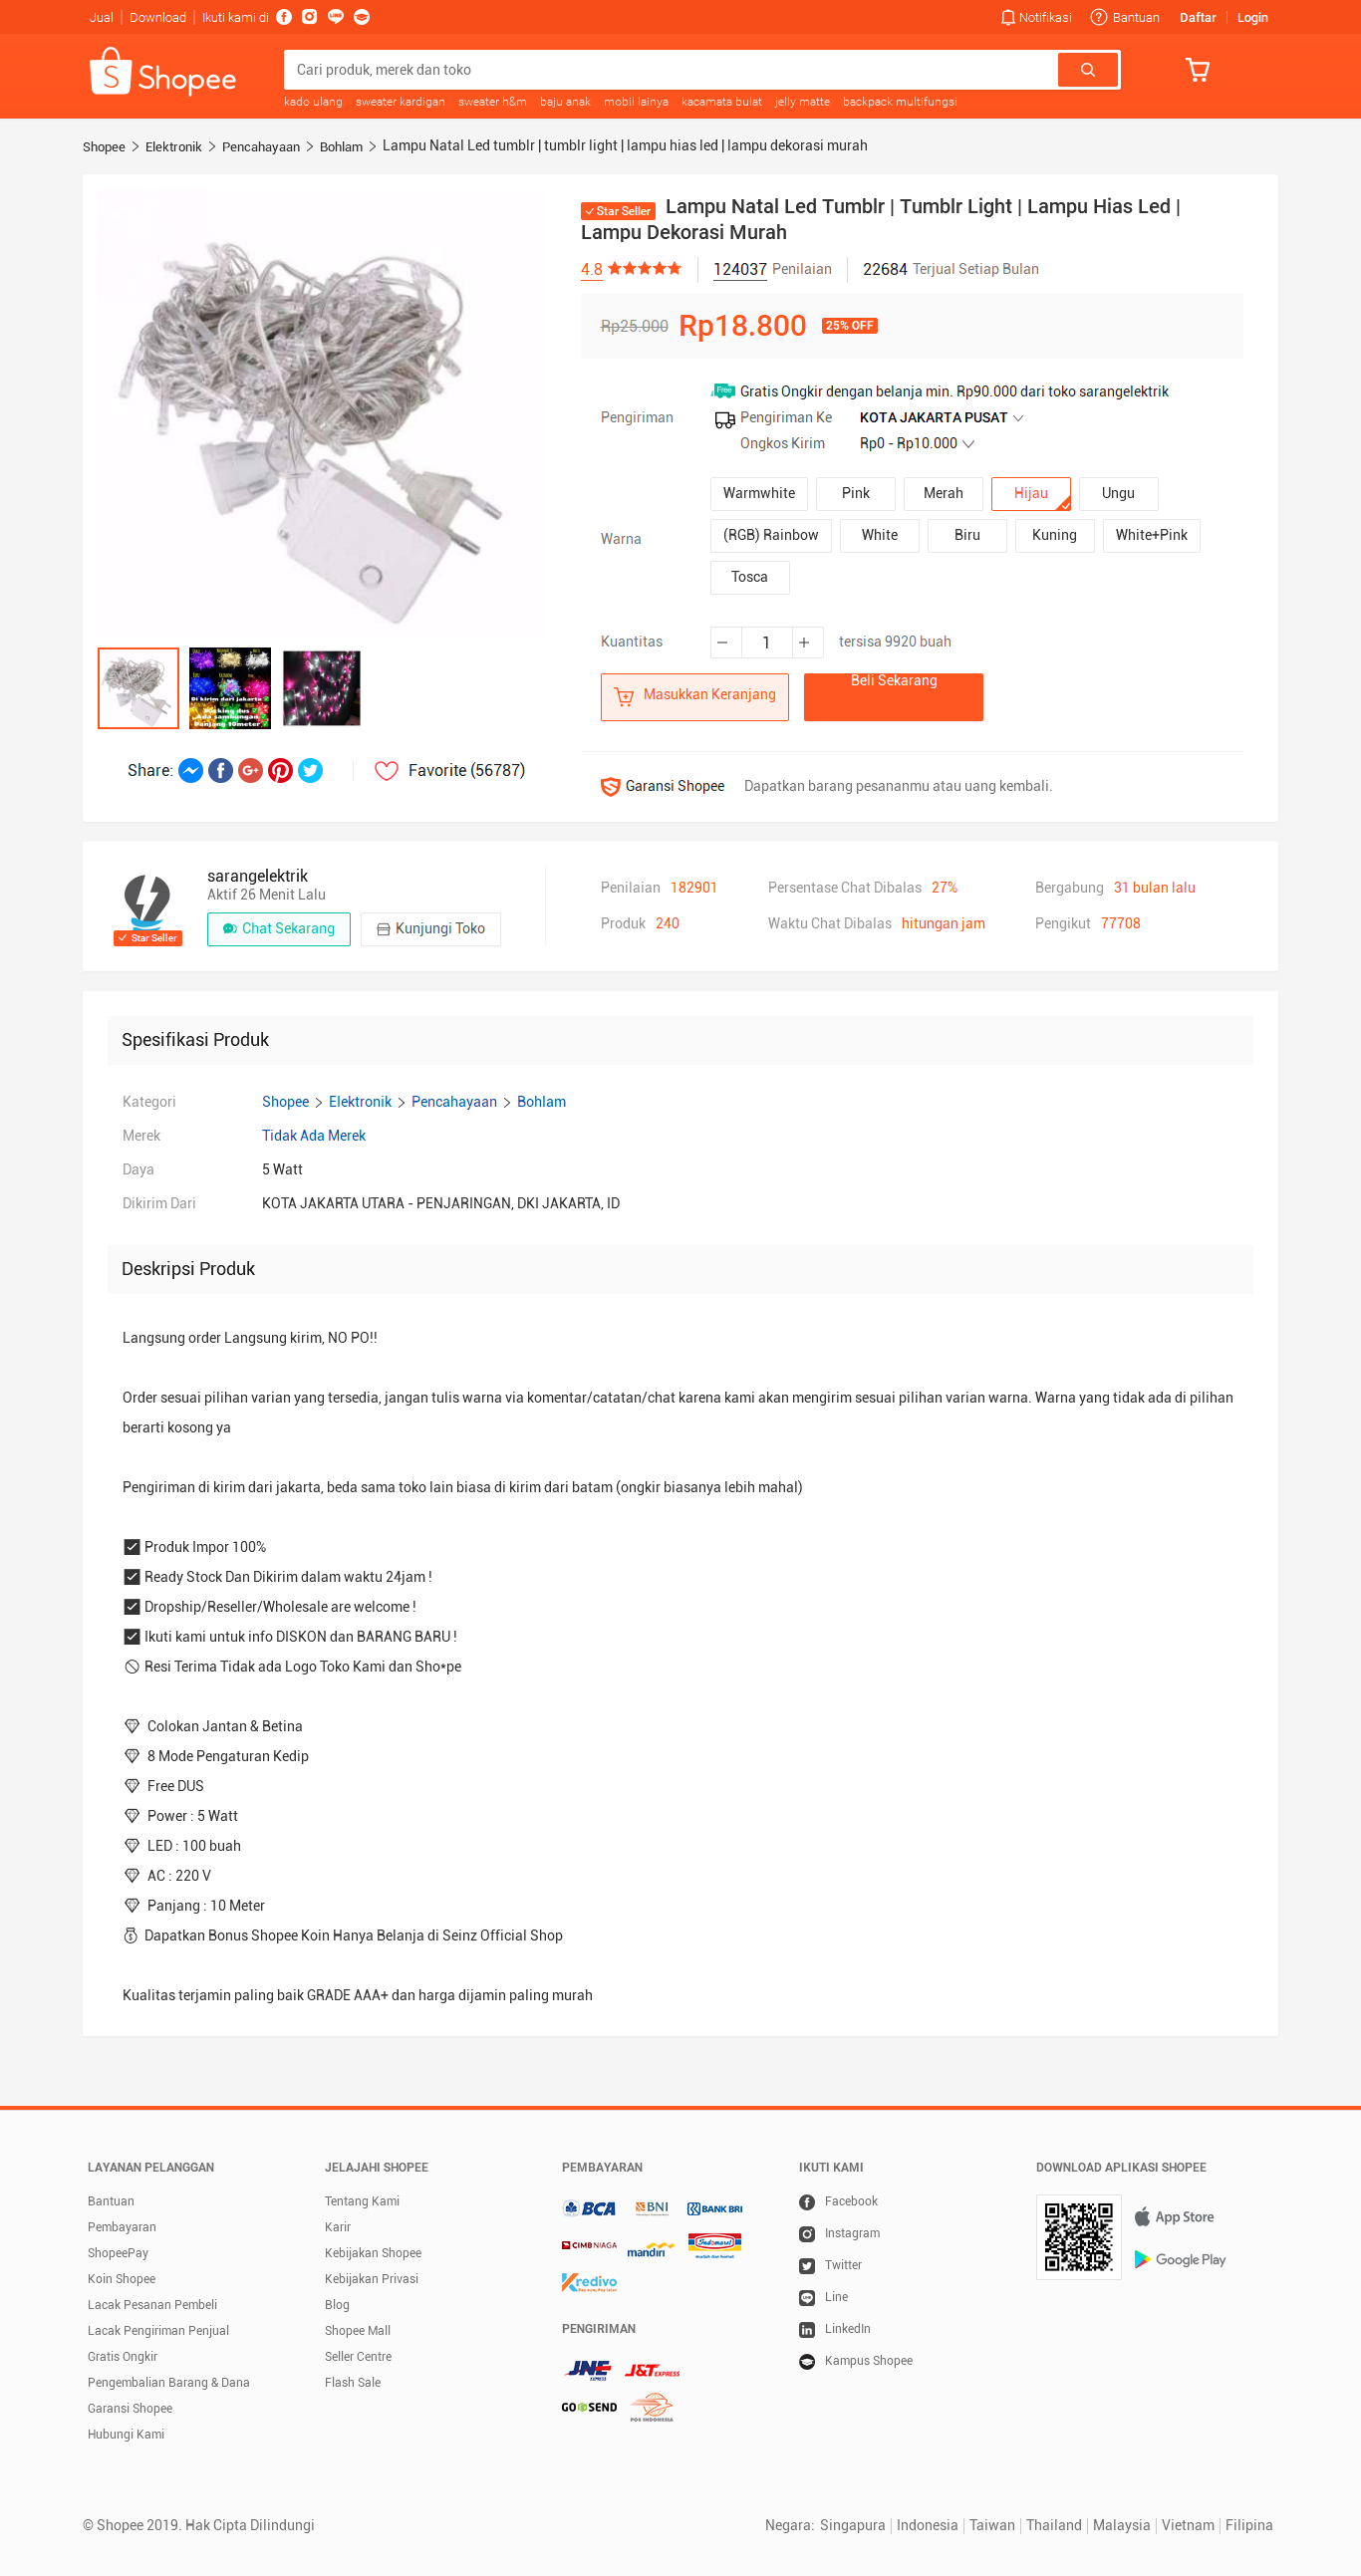 Jual | Download | Ikuti kami di
Notifikasi Bantuan Daftar | Login
Shopee
Cari produk, merek dan toko
kado ulang sweater kardigan sweater h&m baju anak mobil lainya kacamata bulat jelly matte backpack multifungsi
Shopee > Elektronik > Pencahayaan > Bohlam > Lampu Natal Led tumblr | tumblr light | lampu hias led | lampu dekorasi murah
Star Seller Lampu Natal Led Tumblr | Tumblr Light | Lampu Hias Led |
Lampu Dekorasi Murah
4.8 ★★★★★ 124037 Penilaian 22684 Terjual Setiap Bulan
Rp25.000 Rp18.800 25% OFF
Free Gratis Ongkir dengan belanja min. Rp90.000 dari toko sarangelektrik
Pengiriman Pengiriman Ke KOTA JAKARTA PUSAT
Ongkos Kirim Rp0 - Rp10.000
Warna
Warmwhite Pink Merah Hijau Ungu
(RGB) Rainbow White Biru Kuning White+Pink
Tosca
Kuantitas − 1 + tersisa 9920 buah
Masukkan Keranjang Beli Sekarang
Di kirim dari jakarta
Packing dus
Ada sambungan
Panjang 10meter
Share: Favorite (56787)
Garansi Shopee Dapatkan barang pesananmu atau uang kembali.
sarangelektrik
Aktif 26 Menit Lalu
Star Seller
Chat Sekarang Kunjungi Toko
Penilaian 182901 Persentase Chat Dibalas 27% Bergabung 31 bulan lalu
Produk 240 Waktu Chat Dibalas hitungan jam Pengikut 77708
Spesifikasi Produk
Kategori Shopee > Elektronik > Pencahayaan > Bohlam
Merek Tidak Ada Merek
Daya 5 Watt
Dikirim Dari KOTA JAKARTA UTARA - PENJARINGAN, DKI JAKARTA, ID
Deskripsi Produk
Langsung order Langsung kirim, NO PO!!
Order sesuai pilihan varian yang tersedia, jangan tulis warna via komentar/catatan/chat karena kami akan mengirim sesuai pilihan varian warna. Warna yang tidak ada di pilihan
berarti kosong ya
Pengiriman di kirim dari jakarta, beda sama toko lain biasa di kirim dari batam (ongkir biasanya lebih mahal)
Produk Impor 100%
Ready Stock Dan Dikirim dalam waktu 24jam !
Dropship/Reseller/Wholesale are welcome !
Ikuti kami untuk info DISKON dan BARANG BARU !
Resi Terima Tidak ada Logo Toko Kami dan Sho*pe
Colokan Jantan & Betina
8 Mode Pengaturan Kedip
Free DUS
Power : 5 Watt
LED : 100 buah
AC : 220 V
Panjang : 10 Meter
Dapatkan Bonus Shopee Koin Hanya Belanja di Seinz Official Shop
Kualitas terjamin paling baik GRADE AAA+ dan harga dijamin paling murah
LAYANAN PELANGGAN
Bantuan
Pembayaran
ShopeePay
Koin Shopee
Lacak Pesanan Pembeli
Lacak Pengiriman Penjual
Gratis Ongkir
Pengembalian Barang & Dana
Garansi Shopee
Hubungi Kami
JELAJAHI SHOPEE
Tentang Kami
Karir
Kebijakan Shopee
Kebijakan Privasi
Blog
Shopee Mall
Seller Centre
Flash Sale
PEMBAYARAN
BCA BNI BANK BRI
CIMB NIAGA mandiri Indomaret
mudah dan hemat
Kredivo
Buy now, Pay later
PENGIRIMAN
JNE EXPRESS J&T EXPRESS
GO SEND POS INDONESIA
IKUTI KAMI
Facebook
Instagram
Twitter
Line
LinkedIn
Kampus Shopee
DOWNLOAD APLIKASI SHOPEE
App Store
Google Play
© Shopee 2019. Hak Cipta Dilindungi
Negara: Singapura | Indonesia | Taiwan | Thailand | Malaysia | Vietnam | Filipina